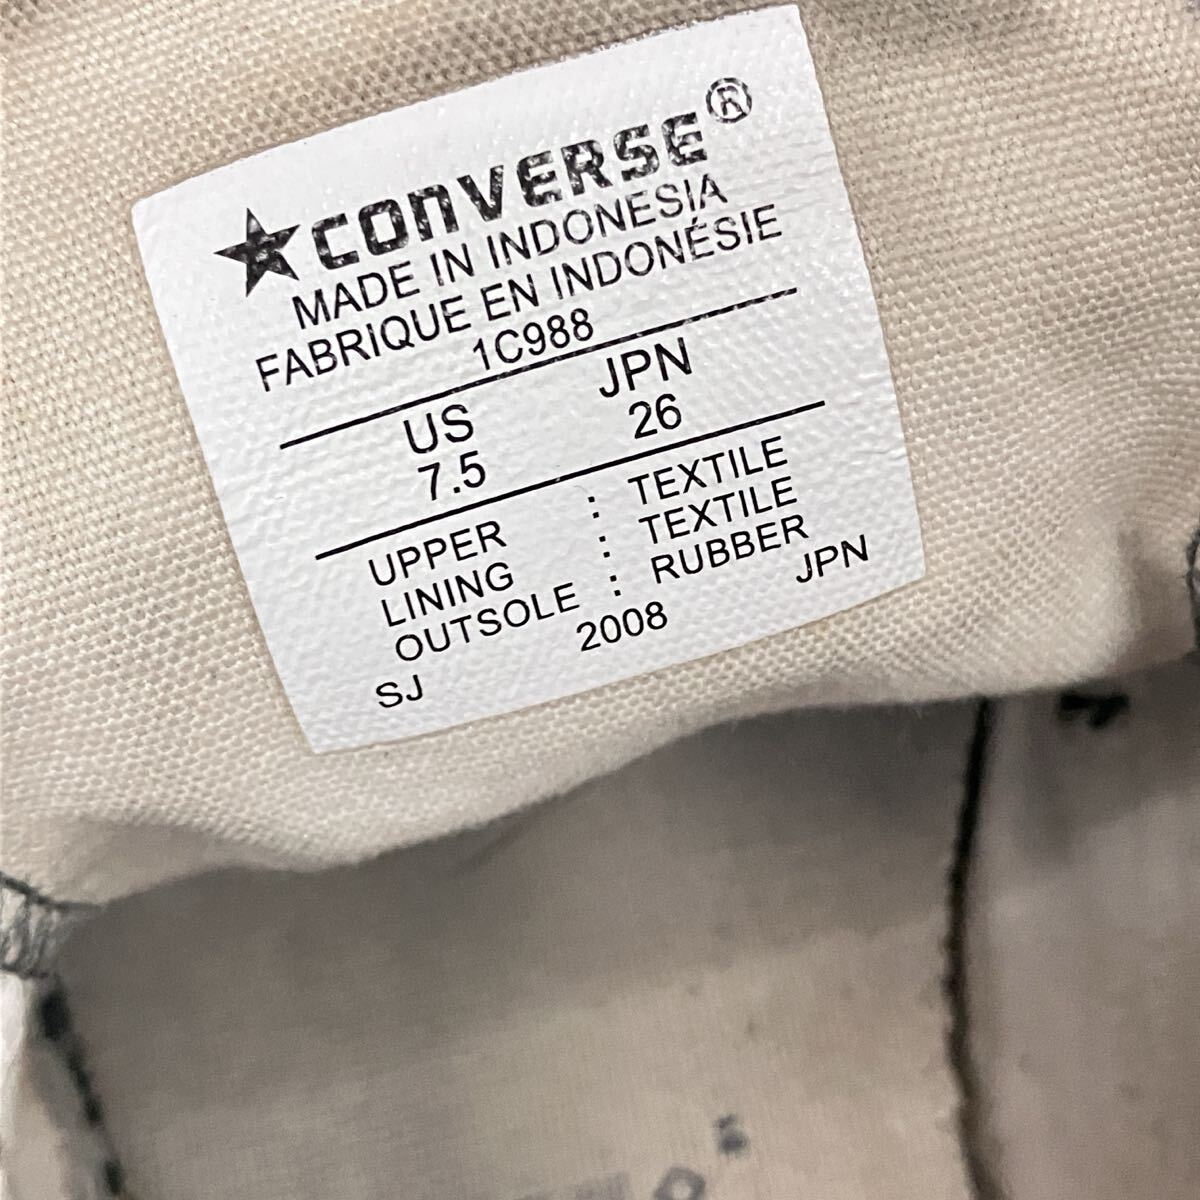 ★CONVERSE®
MADE IN INDONESIA
FABRIQUE EN INDONÉSIE
1C988
US JPN
7.5 26
UPPER : TEXTILE
LINING : TEXTILE
OUTSOLE : RUBBER
SJ 2008 JPN